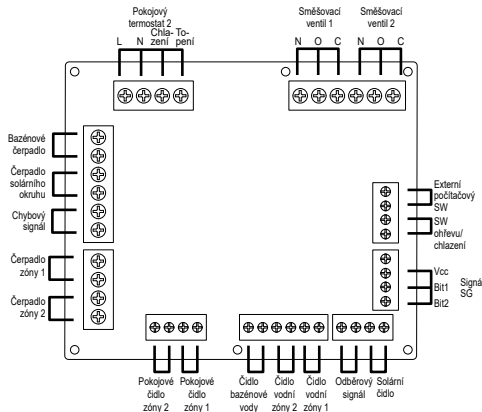 Pokojový
termostat 2
L N Chla- To-
zení pení
Směšovací
ventil 1
N O C
Směšovací
ventil 2
N O C
Bazénové
čerpadlo
Čerpadlo
solárního
okruhu
Chybový
signál
Čerpadlo
zóny 1
Čerpadlo
zóny 2
Externí
počítačový
SW
SW
ohřevu/
chlazení
Vcc
Bit1
Bit2
Signá
SG
Pokojové
čidlo
zóny 2
Pokojové
čidlo
zóny 1
Čidlo
bazénové
vody
Čidlo
vodní
zóny 2
Čidlo
vodní
zóny 1
Odběrový
signál
Solární
čidlo